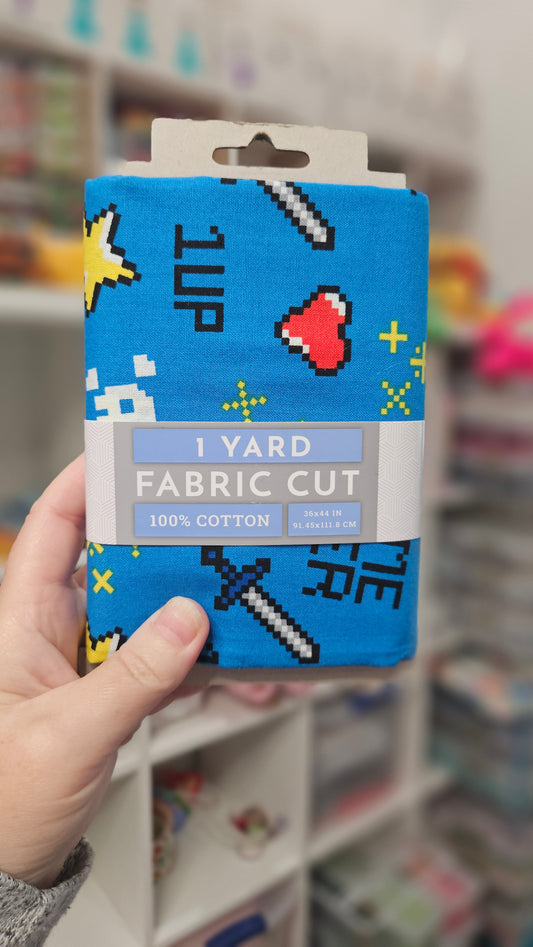 1UP
1 YARD
FABRIC CUT
100% COTTON
36x44 IN
91.45x111.8 CM